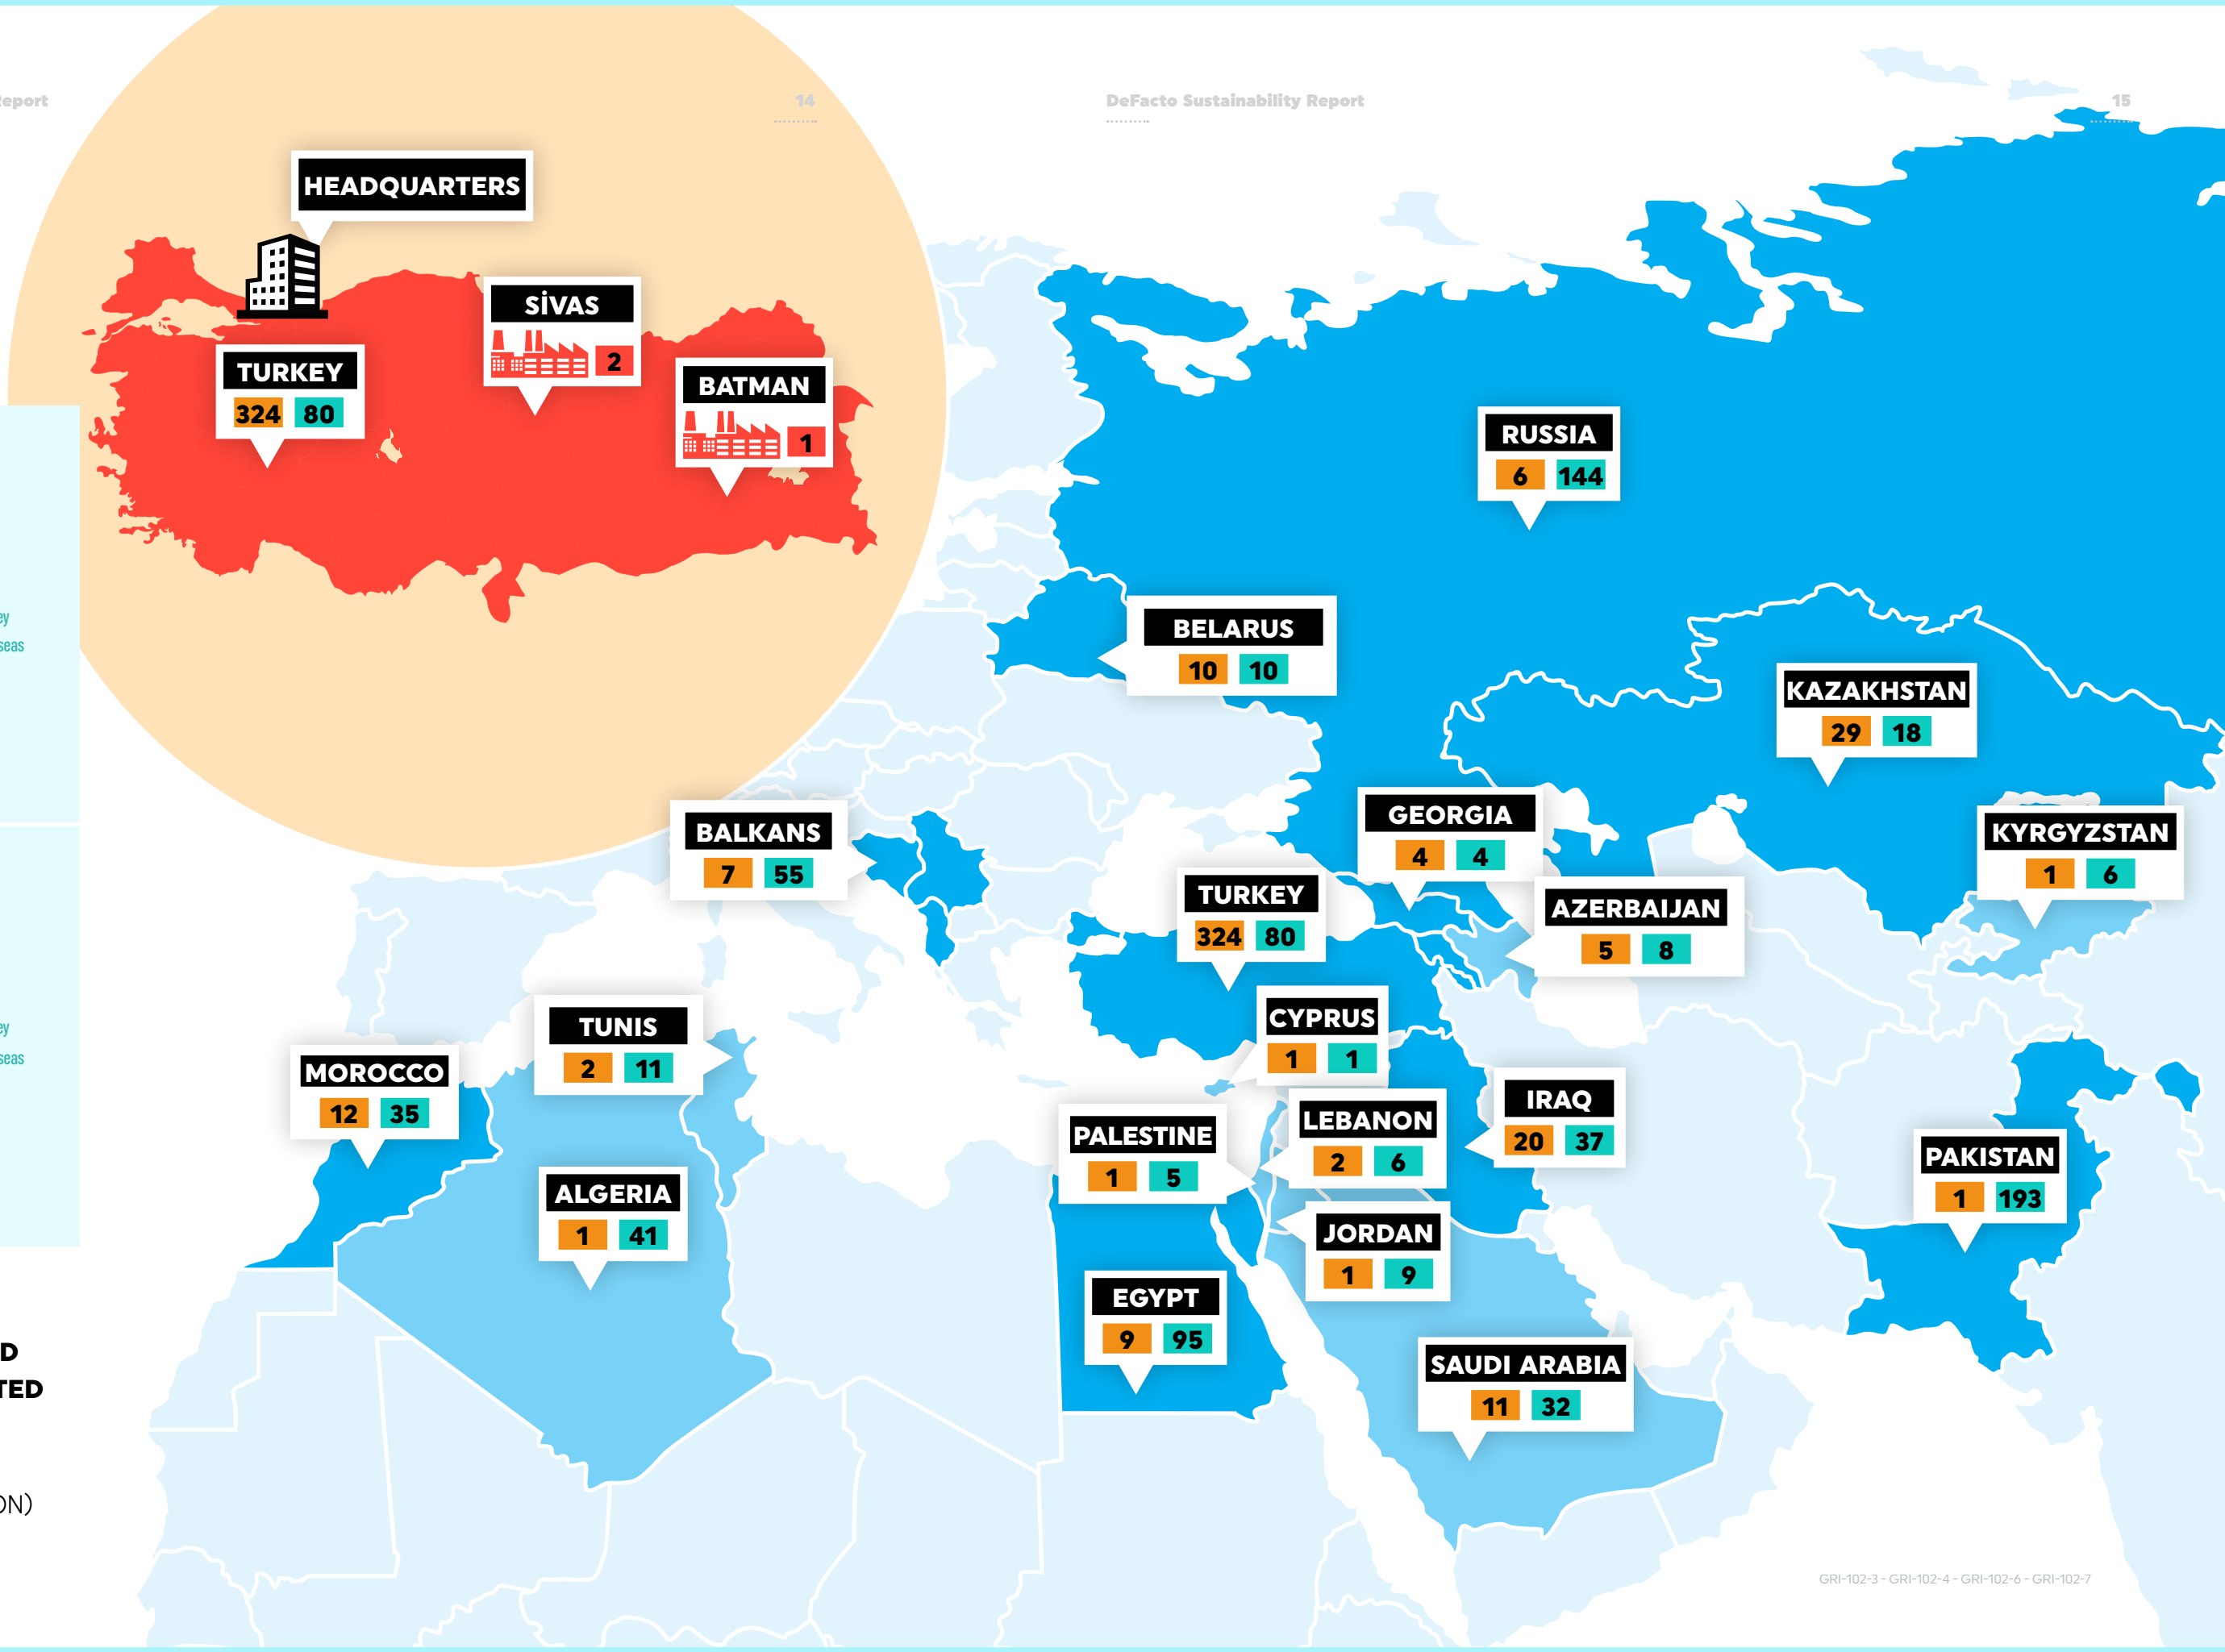 14
DeFacto Sustainability Report
15
HEADQUARTERS
SİVAS
2
TURKEY
324 80
BATMAN
1
RUSSIA
6 144
BELARUS
10 10
KAZAKHSTAN
29 18
GEORGIA
4 4
BALKANS
7 55
KYRGYZSTAN
1 6
TURKEY
324 80
AZERBAIJAN
5 8
TUNIS
2 11
CYPRUS
1 1
MOROCCO
12 35
IRAQ
20 37
LEBANON
2 6
PALESTINE
1 5
PAKISTAN
1 193
ALGERIA
1 41
JORDAN
1 9
EGYPT
9 95
SAUDI ARABIA
11 32
GRI-102-3 - GRI-102-4 - GRI-102-6 - GRI-102-7